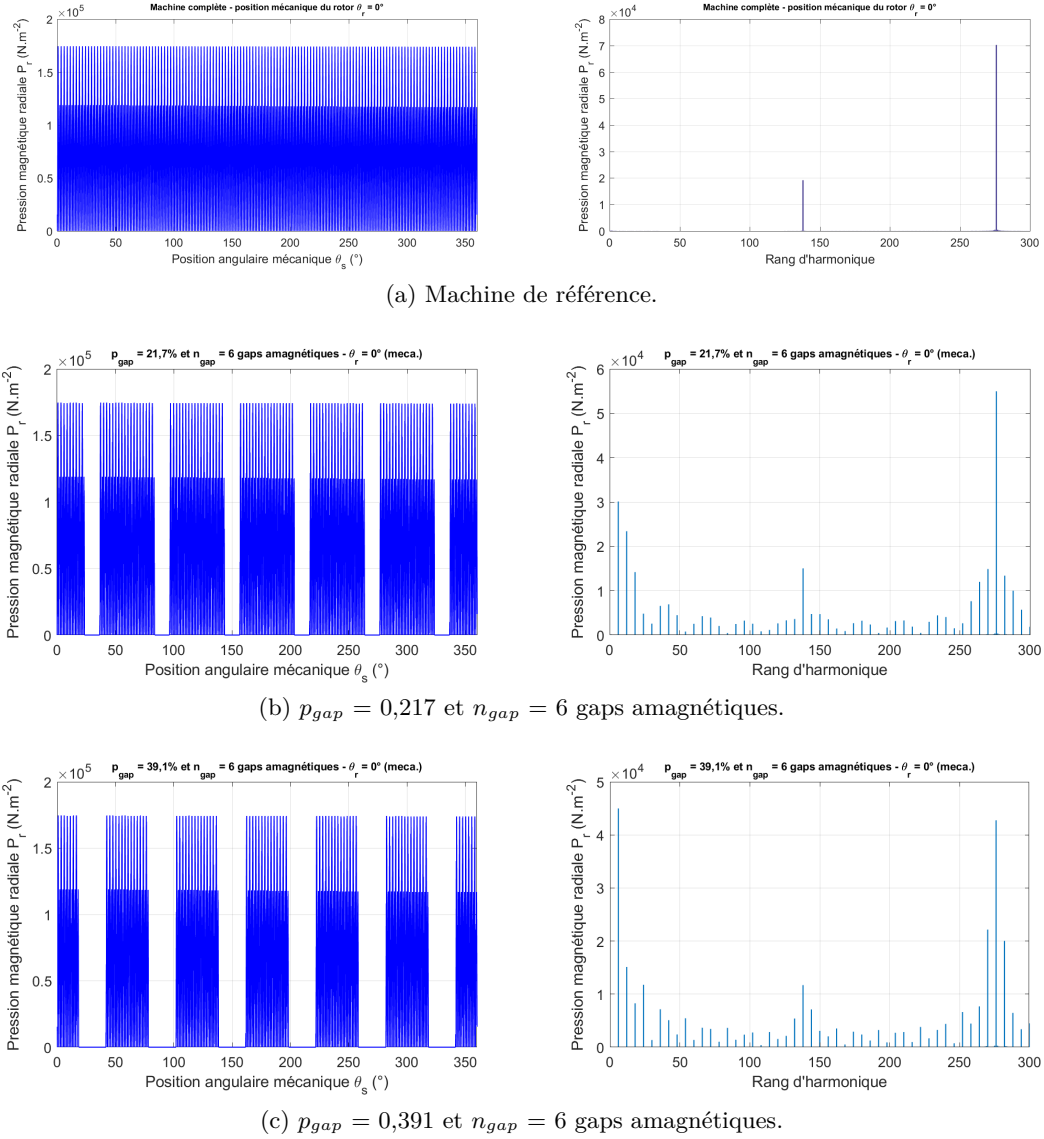 Machine complète - position mécanique du rotor θr = 0°
×10^5
Pression magnétique radiale Pr (N.m-2)
2
1.5
1
0.5
0
0 50 100 150 200 250 300 350
Position angulaire mécanique θs (°)
Machine complète - position mécanique du rotor θr = 0°
×10^4
Pression magnétique radiale Pr (N.m-2)
8
7
6
5
4
3
2
1
0
0 50 100 150 200 250 300
Rang d'harmonique
(a) Machine de référence.
pgap = 21,7% et ngap = 6 gaps amagnétiques - θr = 0° (meca.)
×10^5
Pression magnétique radiale Pr (N.m-2)
2
1.5
1
0.5
0
0 50 100 150 200 250 300 350
Position angulaire mécanique θs (°)
pgap = 21,7% et ngap = 6 gaps amagnétiques - θr = 0° (meca.)
×10^4
Pression magnétique radiale Pr (N.m-2)
6
5
4
3
2
1
0
0 50 100 150 200 250 300
Rang d'harmonique
(b) pgap = 0,217 et ngap = 6 gaps amagnétiques.
pgap = 39,1% et ngap = 6 gaps amagnétiques - θr = 0° (meca.)
×10^5
Pression magnétique radiale Pr (N.m-2)
2
1.5
1
0.5
0
0 50 100 150 200 250 300 350
Position angulaire mécanique θs (°)
pgap = 39,1% et ngap = 6 gaps amagnétiques - θr = 0° (meca.)
×10^4
Pression magnétique radiale Pr (N.m-2)
5
4
3
2
1
0
0 50 100 150 200 250 300
Rang d'harmonique
(c) pgap = 0,391 et ngap = 6 gaps amagnétiques.